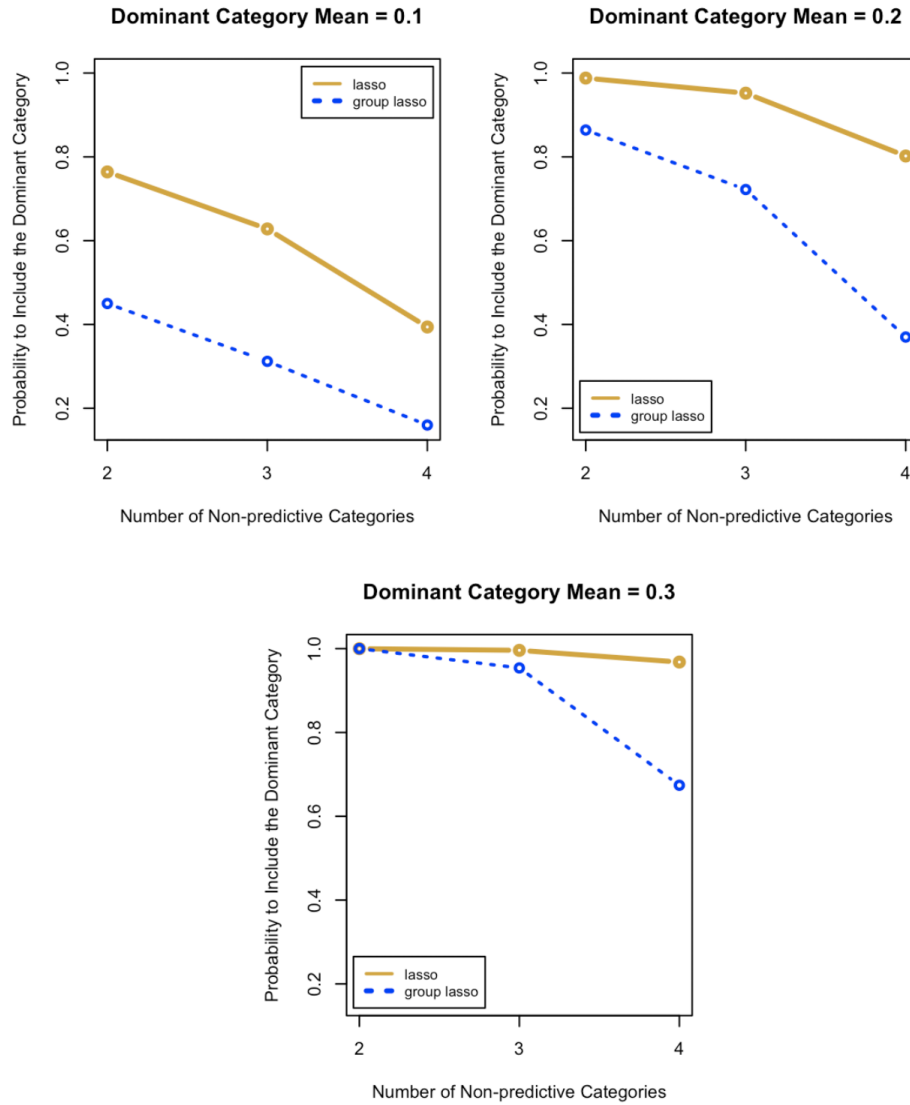 Dominant Category Mean = 0.1
Probability to Include the Dominant Category
1.0
0.8
0.6
0.4
0.2
lasso
group lasso
2 3 4
Number of Non-predictive Categories
Dominant Category Mean = 0.2
Probability to Include the Dominant Category
1.0
0.8
0.6
0.4
0.2
lasso
group lasso
2 3 4
Number of Non-predictive Categories
Dominant Category Mean = 0.3
Probability to Include the Dominant Category
1.0
0.8
0.6
0.4
0.2
lasso
group lasso
2 3 4
Number of Non-predictive Categories